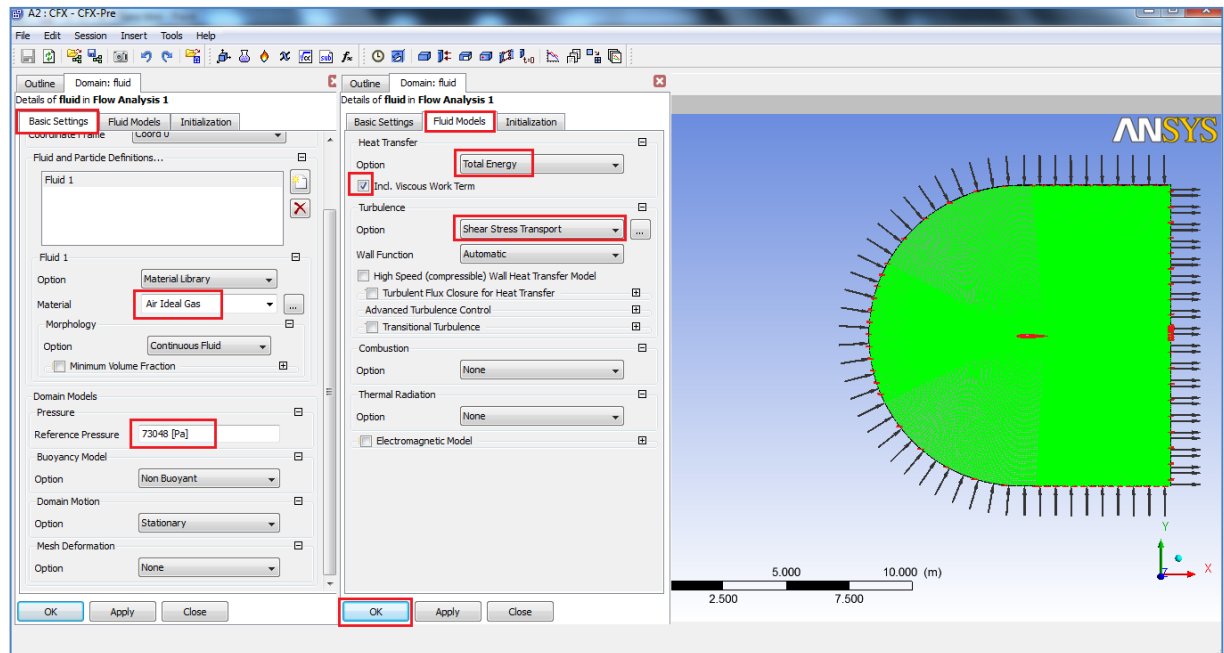 A2 : CFX - CFX-Pre
File Edit Session Insert Tools Help
Outline Domain: fluid
Details of fluid in Flow Analysis 1
Basic Settings Fluid Models Initialization
Coordinate Frame Coord 0
Fluid and Particle Definitions...
Fluid 1
Fluid 1
Option Material Library
Material Air Ideal Gas ...
Morphology
Option Continuous Fluid
Minimum Volume Fraction
Domain Models
Pressure
Reference Pressure 73048 [Pa]
Buoyancy Model
Option Non Buoyant
Domain Motion
Option Stationary
Mesh Deformation
Option None
OK Apply Close
Outline Domain: fluid
Details of fluid in Flow Analysis 1
Basic Settings Fluid Models Initialization
Heat Transfer
Option Total Energy
Incl. Viscous Work Term
Turbulence
Option Shear Stress Transport ...
Wall Function Automatic
High Speed (compressible) Wall Heat Transfer Model
Turbulent Flux Closure for Heat Transfer
Advanced Turbulence Control
Transitional Turbulence
Combustion
Option None
Thermal Radiation
Option None
Electromagnetic Model
OK Apply Close
ANSYS
Y
Z X
5.000 10.000 (m)
2.500 7.500